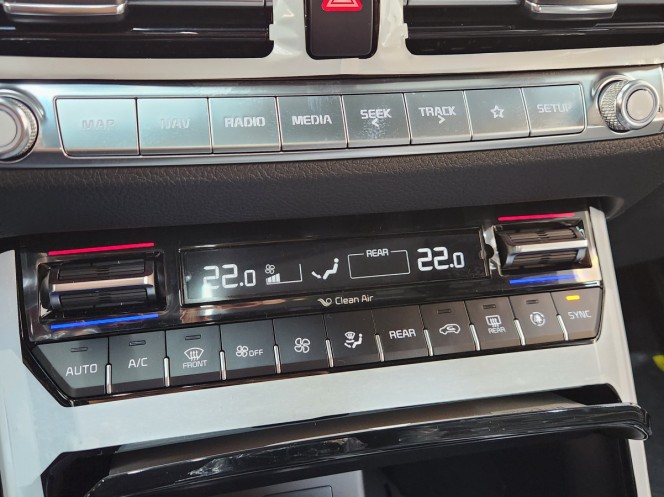 MAP NAV RADIO MEDIA SEEK < TRACK > SETUP
22.0 REAR 22.0
Clean Air
AUTO A/C FRONT OFF REAR REAR SYNC